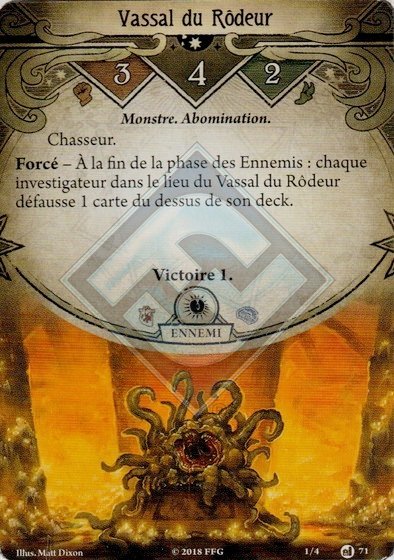 Vassal du Rôdeur
3 4 2
Monstre. Abomination.
Chasseur.
Forcé – À la fin de la phase des Ennemis : chaque
investigateur dans le lieu du Vassal du Rôdeur
défausse 1 carte du dessus de son deck.
Victoire 1.
ENNEMI
Illus. Matt Dixon © 2018 FFG 1/4 71